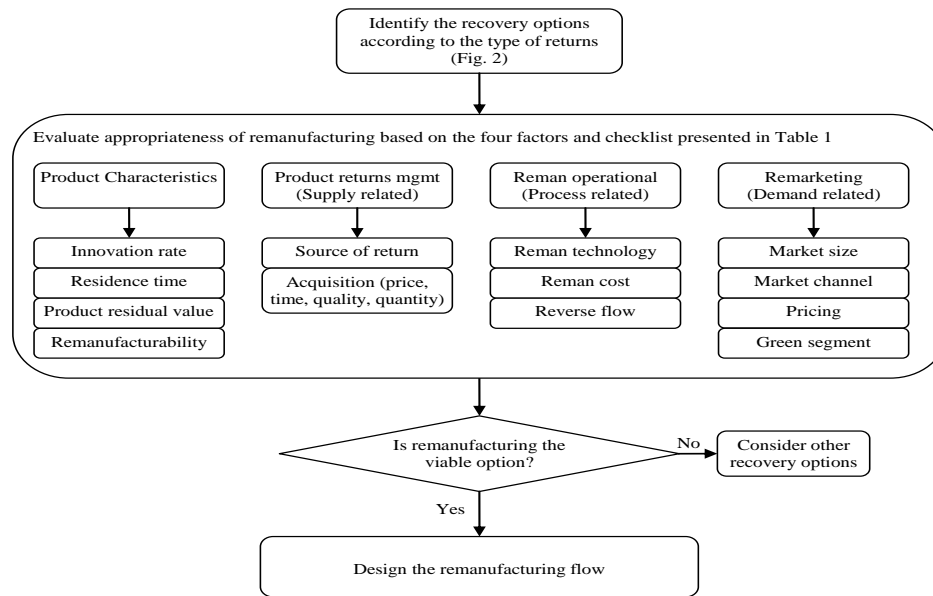 Identify the recovery options
according to the type of returns
(Fig. 2)
Evaluate appropriateness of remanufacturing based on the four factors and checklist presented in Table 1
Product Characteristics
Innovation rate
Residence time
Product residual value
Remanufacturability
Product returns mgmt
(Supply related)
Source of return
Acquisition (price,
time, quality, quantity)
Reman operational
(Process related)
Reman technology
Reman cost
Reverse flow
Remarketing
(Demand related)
Market size
Market channel
Pricing
Green segment
Is remanufacturing the
viable option?
No
Consider other
recovery options
Yes
Design the remanufacturing flow